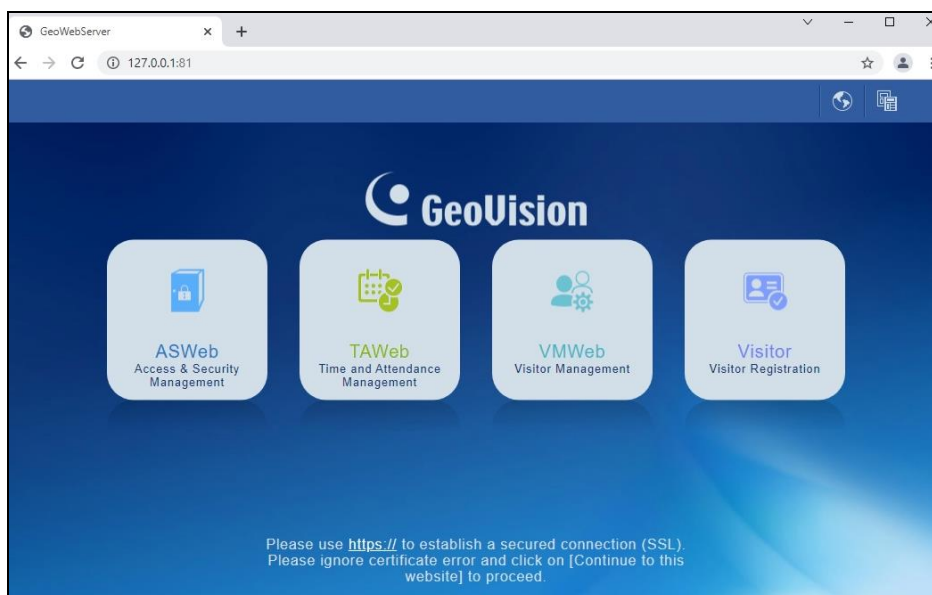 GeoWebServer
127.0.0.1:81
GeoVision
ASWeb
Access & Security
Management
TAWeb
Time and Attendance
Management
VMWeb
Visitor Management
Visitor
Visitor Registration
Please use https:// to establish a secured connection (SSL).
Please ignore certificate error and click on [Continue to this
website] to proceed.